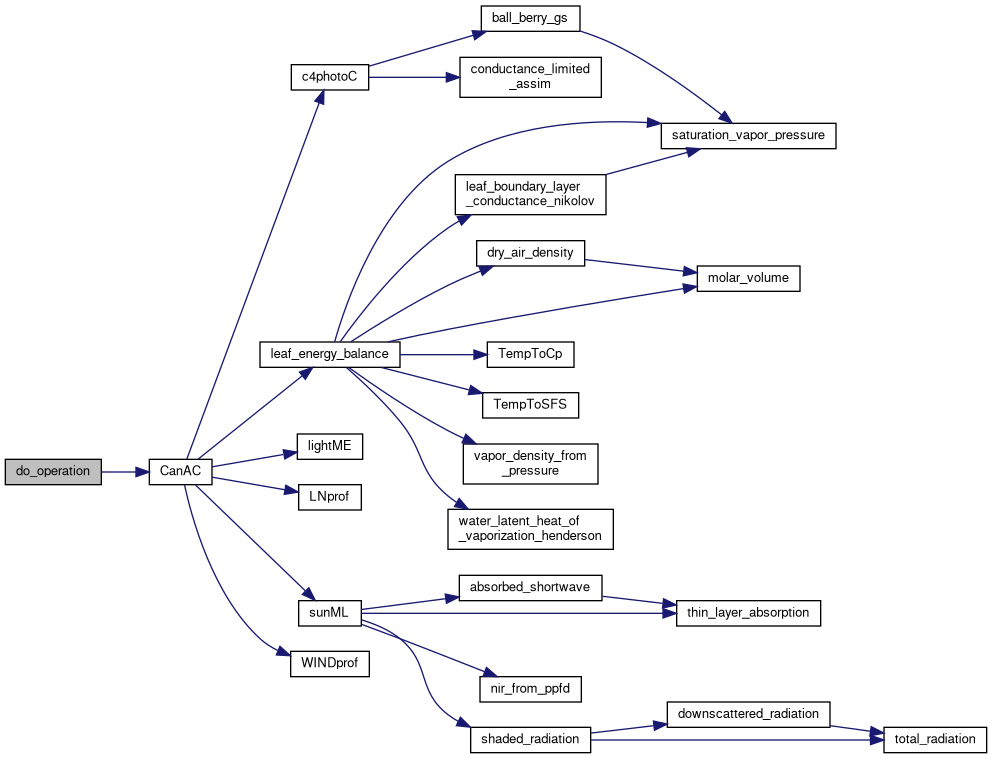 ball_berry_gs
c4photoC
conductance_limited
_assim
saturation_vapor_pressure
leaf_boundary_layer
_conductance_nikolov
dry_air_density
molar_volume
leaf_energy_balance
TempToCp
TempToSFS
lightME
vapor_density_from
_pressure
do_operation
CanAC
LNprof
water_latent_heat_of
_vaporization_henderson
absorbed_shortwave
sunML
thin_layer_absorption
WINDprof
nir_from_ppfd
downscattered_radiation
shaded_radiation
total_radiation